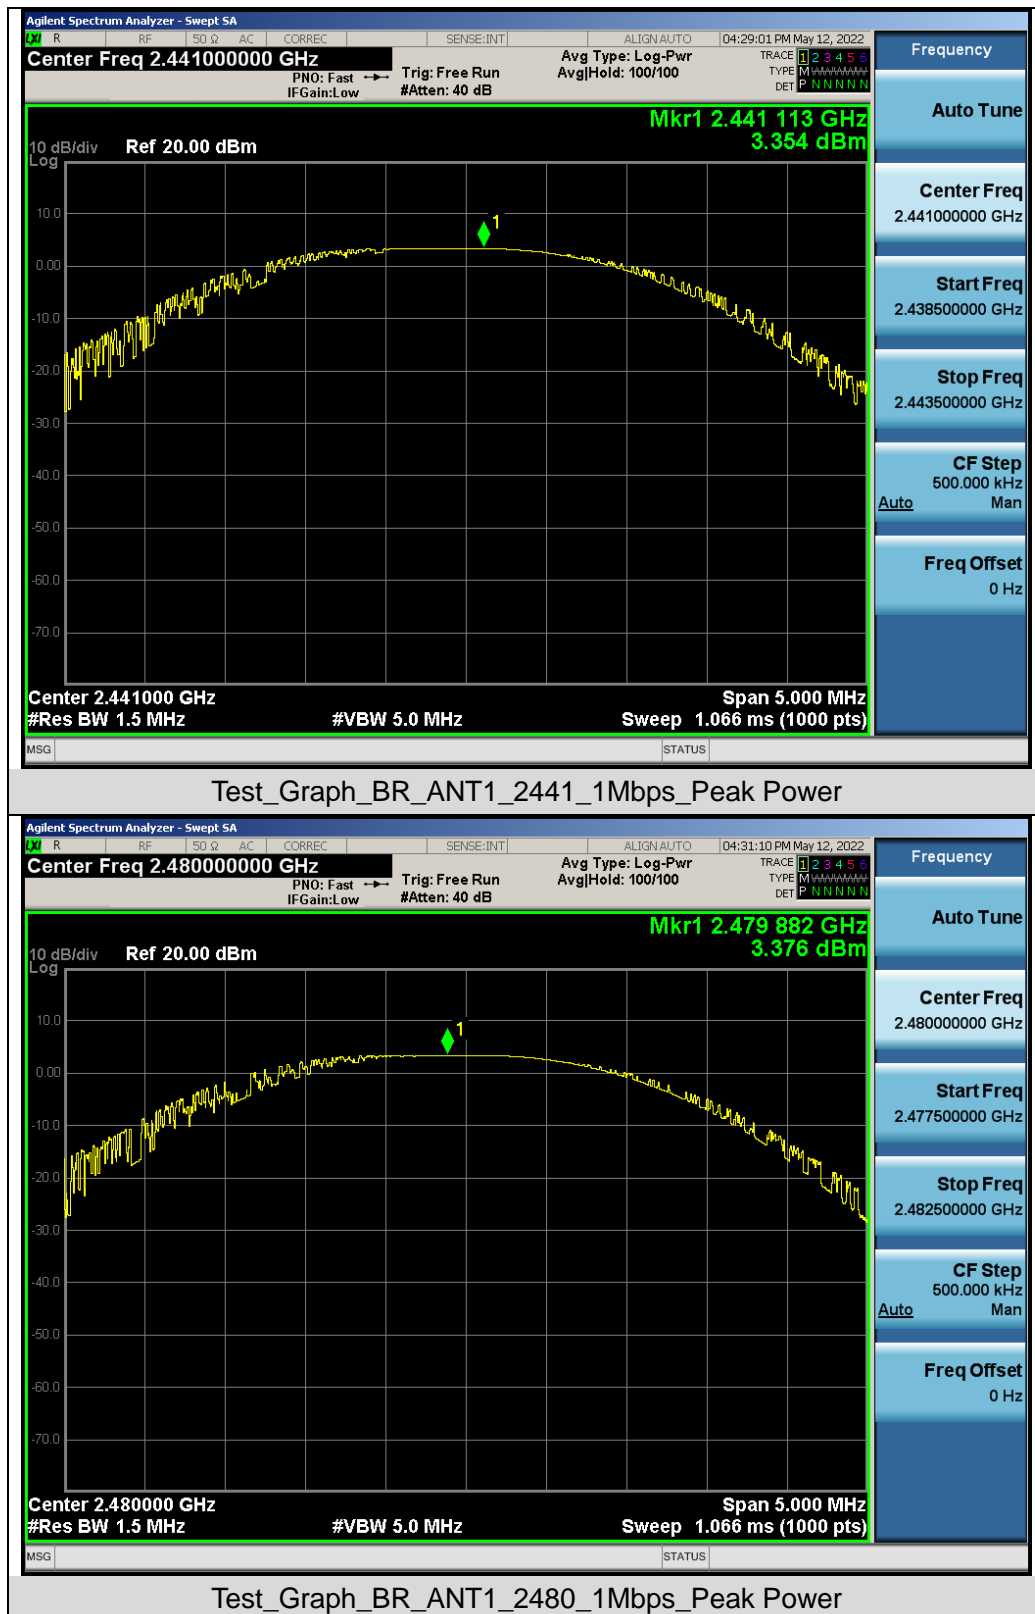 Agilent Spectrum Analyzer - Swept SA
LXI R RF 50 Ω AC CORREC SENSE:INT ALIGN AUTO 04:29:01 PM May 12, 2022
Center Freq 2.441000000 GHz
PNO: Fast
IFGain:Low
Trig: Free Run
#Atten: 40 dB
Avg Type: Log-Pwr
Avg|Hold: 100/100
TRACE 1 2 3 4 5 6
TYPE M
DET P N N N N N
Mkr1 2.441 113 GHz
3.354 dBm
10 dB/div Ref 20.00 dBm
Log
10.0
0.00
-10.0
-20.0
-30.0
-40.0
-50.0
-60.0
-70.0
1
Center 2.441000 GHz Span 5.000 MHz
#Res BW 1.5 MHz #VBW 5.0 MHz Sweep 1.066 ms (1000 pts)
MSG STATUS
Frequency
Auto Tune
Center Freq
2.441000000 GHz
Start Freq
2.438500000 GHz
Stop Freq
2.443500000 GHz
CF Step
500.000 kHz
Auto Man
Freq Offset
0 Hz
Test_Graph_BR_ANT1_2441_1Mbps_Peak Power
Agilent Spectrum Analyzer - Swept SA
LXI R RF 50 Ω AC CORREC SENSE:INT ALIGN AUTO 04:31:10 PM May 12, 2022
Center Freq 2.480000000 GHz
PNO: Fast
IFGain:Low
Trig: Free Run
#Atten: 40 dB
Avg Type: Log-Pwr
Avg|Hold: 100/100
TRACE 1 2 3 4 5 6
TYPE M
DET P N N N N N
Mkr1 2.479 882 GHz
3.376 dBm
10 dB/div Ref 20.00 dBm
Log
10.0
0.00
-10.0
-20.0
-30.0
-40.0
-50.0
-60.0
-70.0
1
Center 2.480000 GHz Span 5.000 MHz
#Res BW 1.5 MHz #VBW 5.0 MHz Sweep 1.066 ms (1000 pts)
MSG STATUS
Frequency
Auto Tune
Center Freq
2.480000000 GHz
Start Freq
2.477500000 GHz
Stop Freq
2.482500000 GHz
CF Step
500.000 kHz
Auto Man
Freq Offset
0 Hz
Test_Graph_BR_ANT1_2480_1Mbps_Peak Power